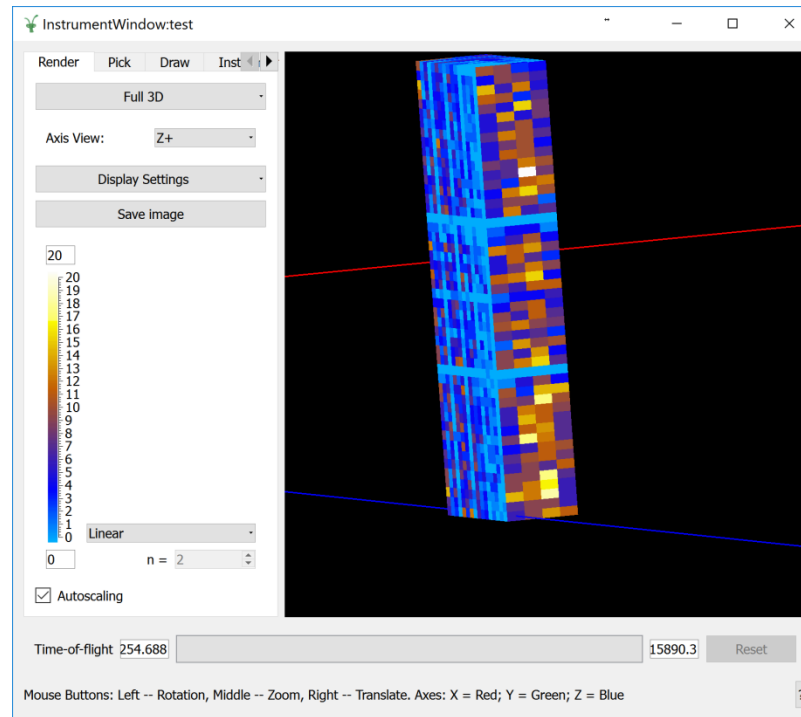 InstrumentWindow:test
Render Pick Draw
Full 3D
Axis View: Z+
Display Settings
Save image
20
20
19
18
17
16
15
14
13
12
11
10
9
8
7
6
5
4
3
2
1
0
Linear
0 n = 2
Autoscaling
Time-of-flight 254.688 15890.3 Reset
Mouse Buttons: Left -- Rotation, Middle -- Zoom, Right -- Translate. Axes: X = Red; Y = Green; Z = Blue